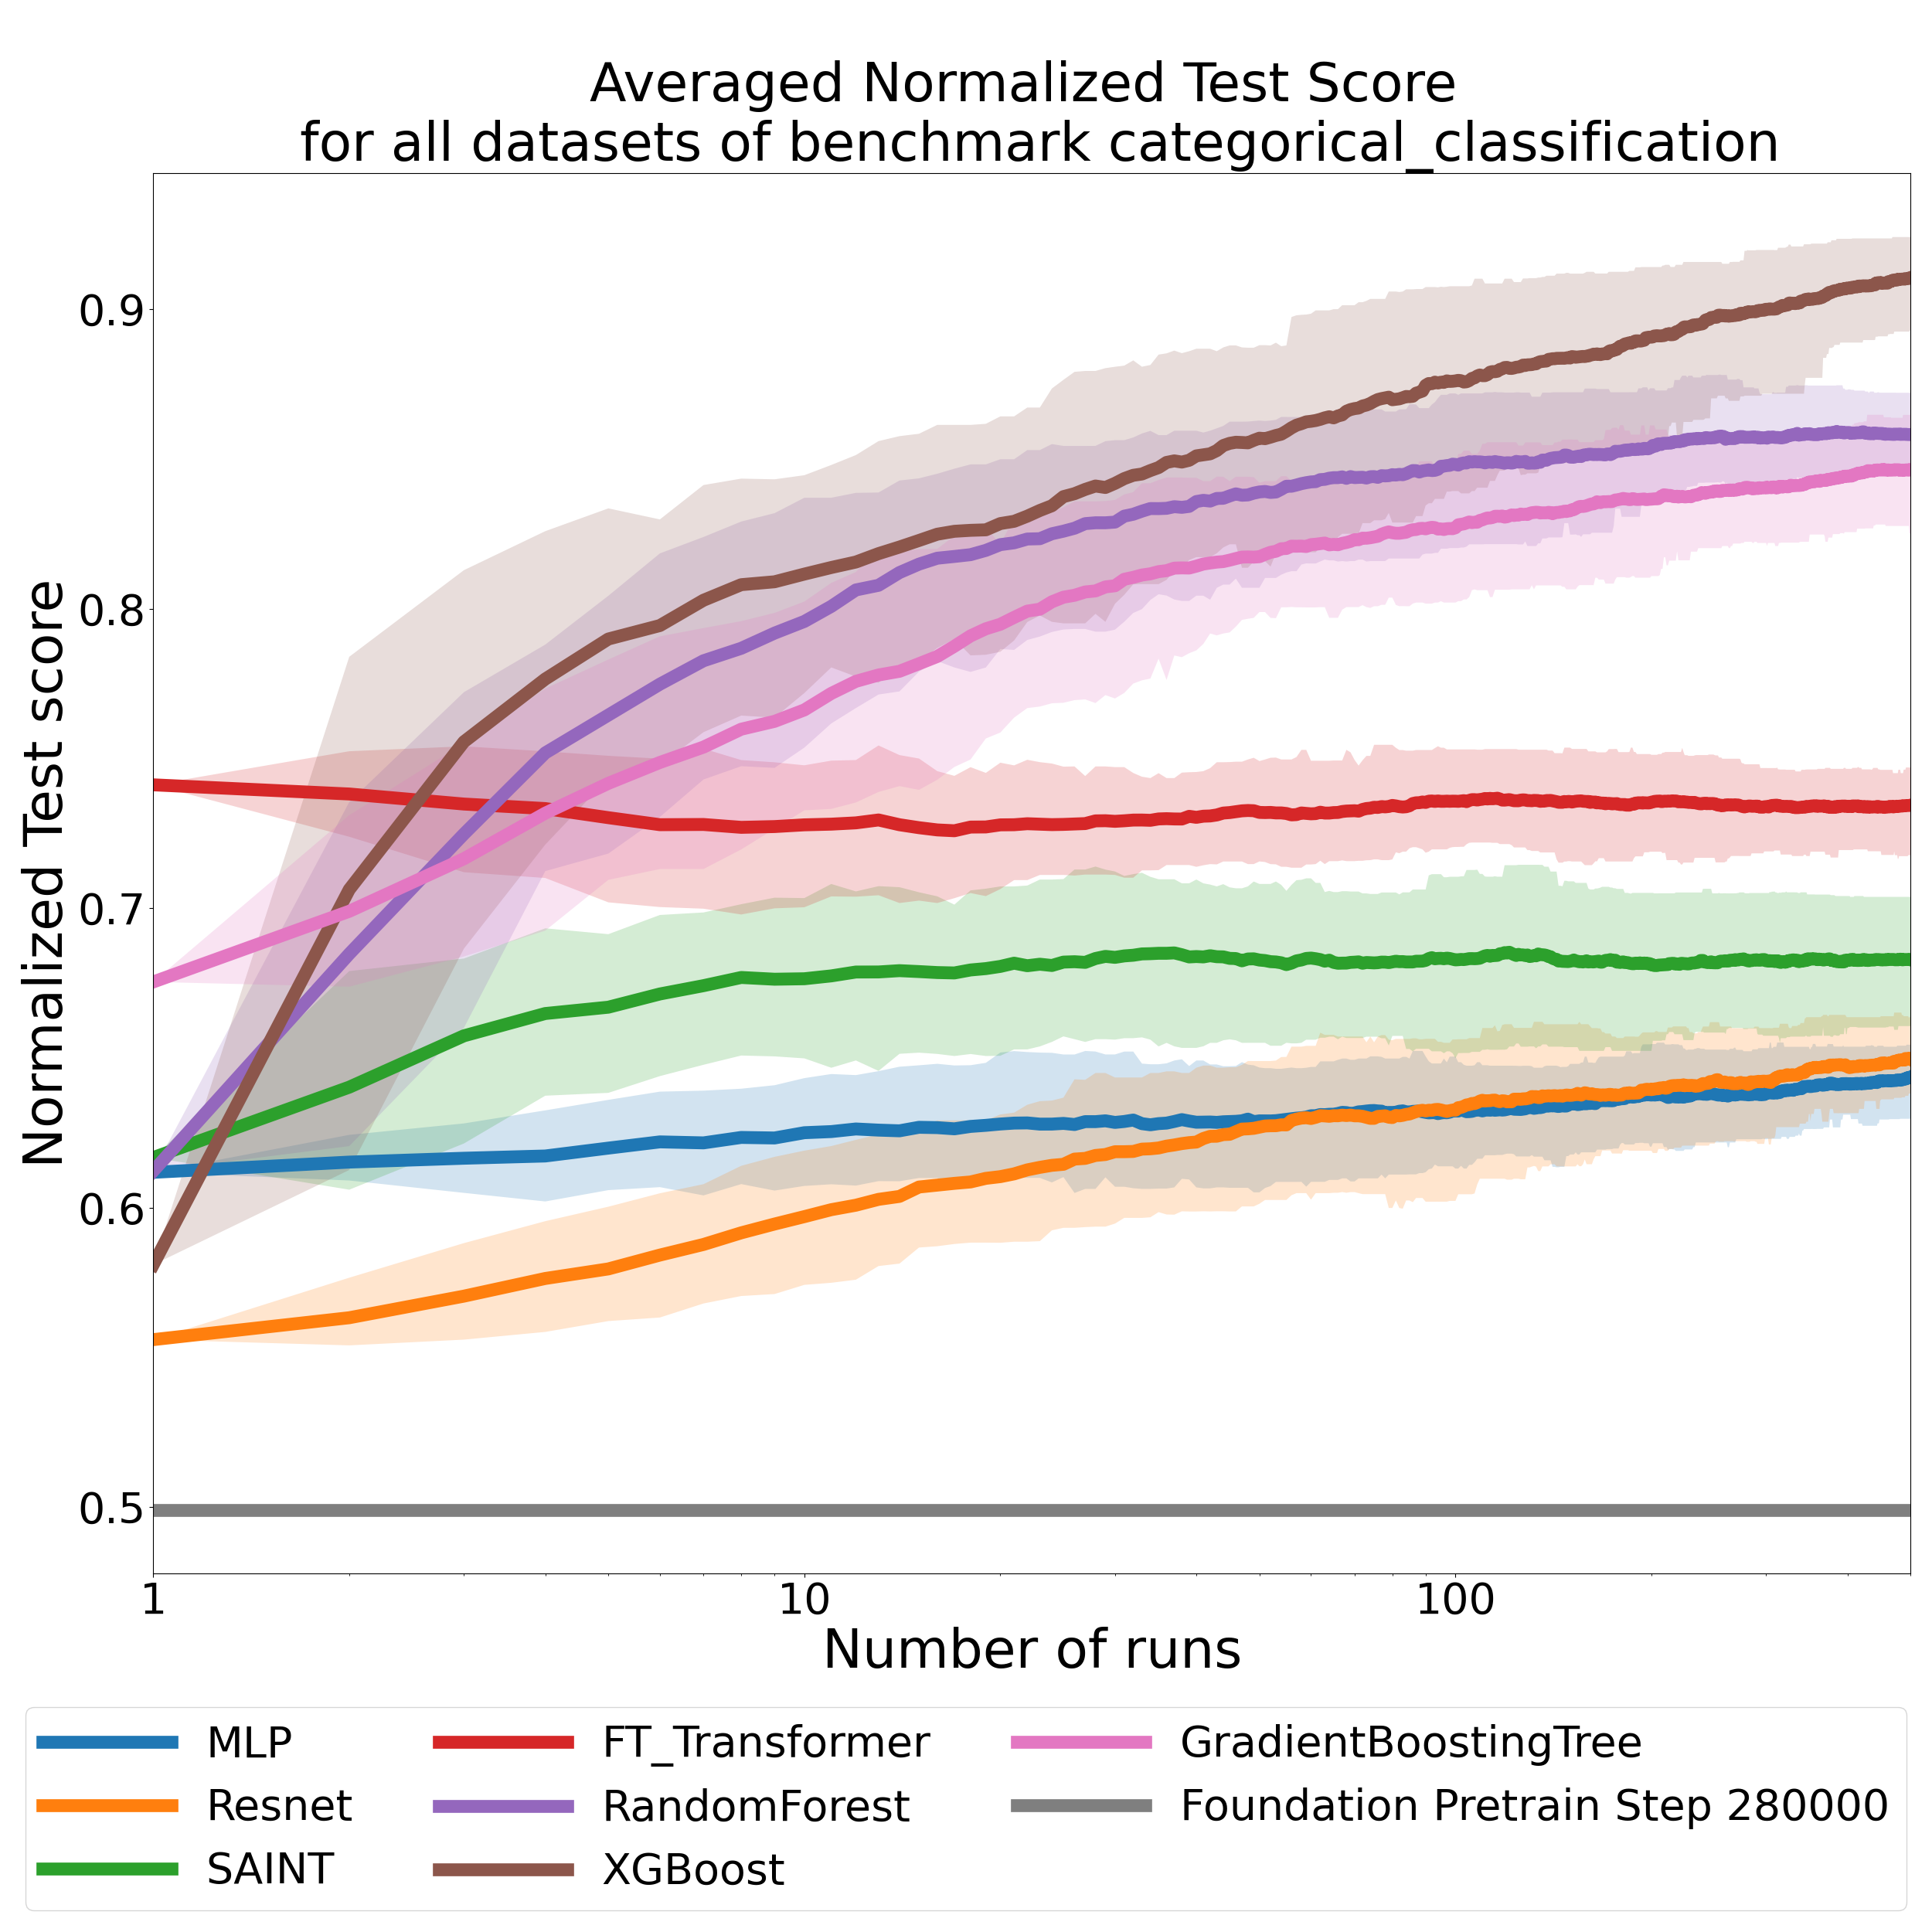 Averaged Normalized Test Score
for all datasets of benchmark categorical_classification
Normalized Test score
0.9
0.8
0.7
0.6
0.5
1
10
100
Number of runs
MLP
Resnet
SAINT
FT_Transformer
RandomForest
XGBoost
GradientBoostingTree
Foundation Pretrain Step 280000